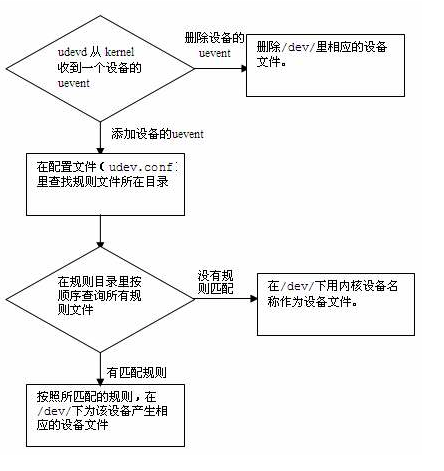 udevd 从 kernel
收到一个设备的
uevent
删除设备的
uevent
删除/dev/里相应的设备
文件。
添加设备的uevent
在配置文件（udev.conf）
里查找规则文件所在目录
在规则目录里按
顺序查询所有规
则文件
没有规
则匹配
在/dev/下用内核设备名
称作为设备文件。
有匹配规则
按照所匹配的规则，在
/dev/下为该设备产生相
应的设备文件